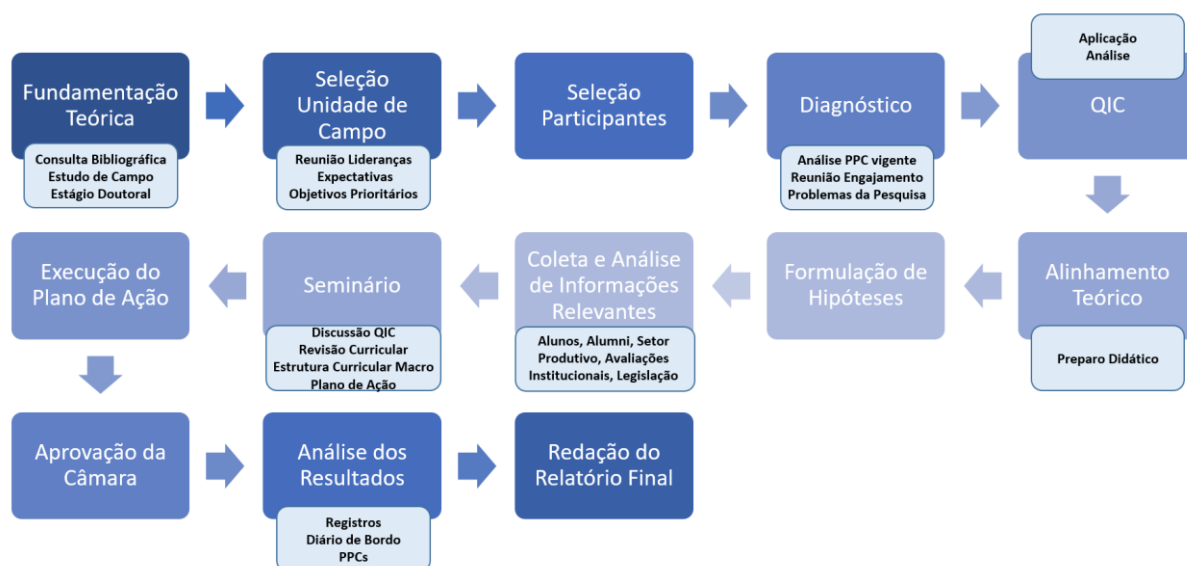 Fundamentação
Teórica
Consulta Bibliográfica
Estudo de Campo
Estágio Doutoral
Seleção
Unidade de
Campo
Reunião Lideranças
Expectativas
Objetivos Prioritários
Seleção
Participantes
Diagnóstico
Análise PPC vigente
Reunião Engajamento
Problemas da Pesquisa
Aplicação
Análise
QIC
Alinhamento
Teórico
Preparo Didático
Formulação de
Hipóteses
Coleta e Análise
de Informações
Relevantes
Alunos, Alumni, Setor
Produtivo, Avaliações
Institucionais, Legislação
Seminário
Discussão QIC
Revisão Curricular
Estrutura Curricular Macro
Plano de Ação
Execução do
Plano de Ação
Aprovação da
Câmara
Análise dos
Resultados
Registros
Diário de Bordo
PPCs
Redação do
Relatório Final